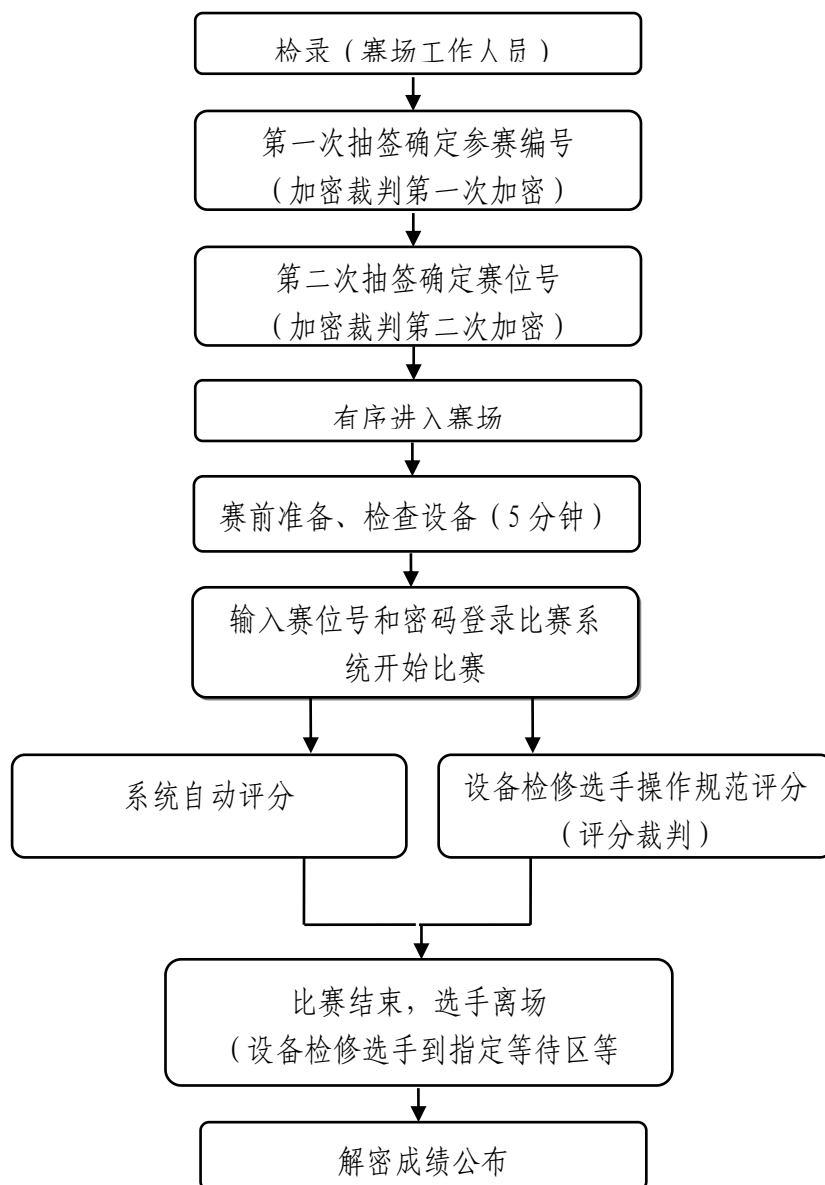 检录（赛场工作人员）
第一次抽签确定参赛编号
（加密裁判第一次加密）
第二次抽签确定赛位号
（加密裁判第二次加密）
有序进入赛场
赛前准备、检查设备（5 分钟）
输入赛位号和密码登录比赛系
统开始比赛
系统自动评分
设备检修选手操作规范评分
（评分裁判）
比赛结束，选手离场
（设备检修选手到指定等待区等
解密成绩公布